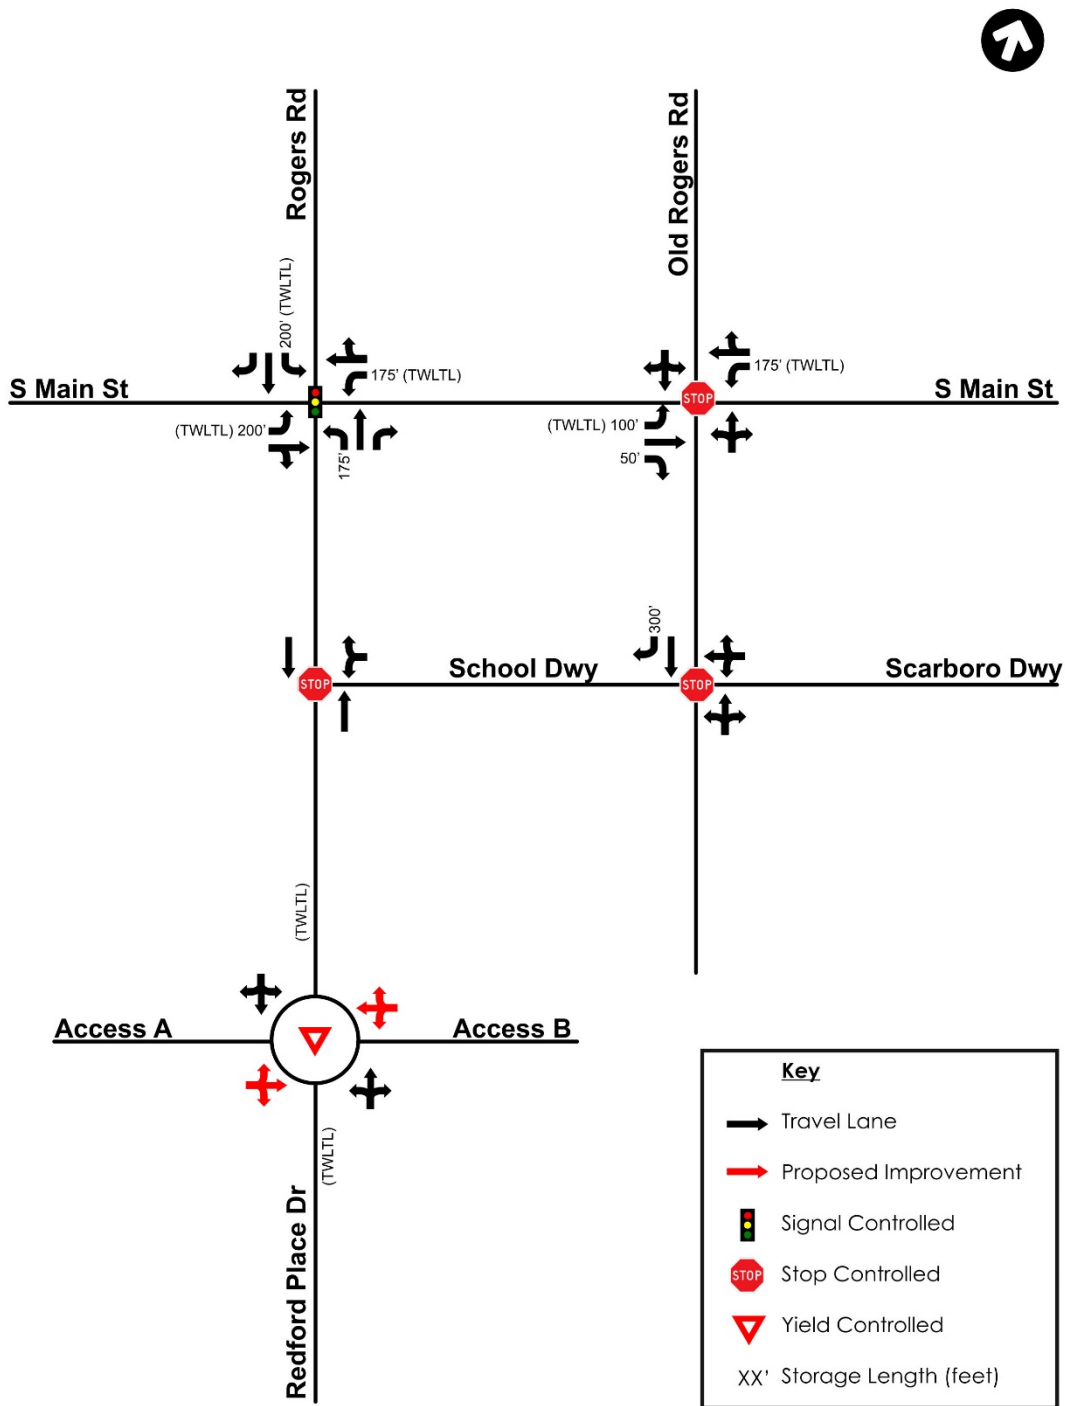 Rogers Rd
Old Rogers Rd
200' (TWLTL)
175' (TWLTL)
175' (TWLTL)
S Main St
STOP
S Main St
(TWLTL) 200'
175'
(TWLTL) 100'
50'
300'
School Dwy
Scarboro Dwy
STOP
STOP
(TWLTL)
Access A
Access B
(TWLTL)
Redford Place Dr
Key
Travel Lane
Proposed Improvement
Signal Controlled
STOP Stop Controlled
Yield Controlled
XX' Storage Length (feet)